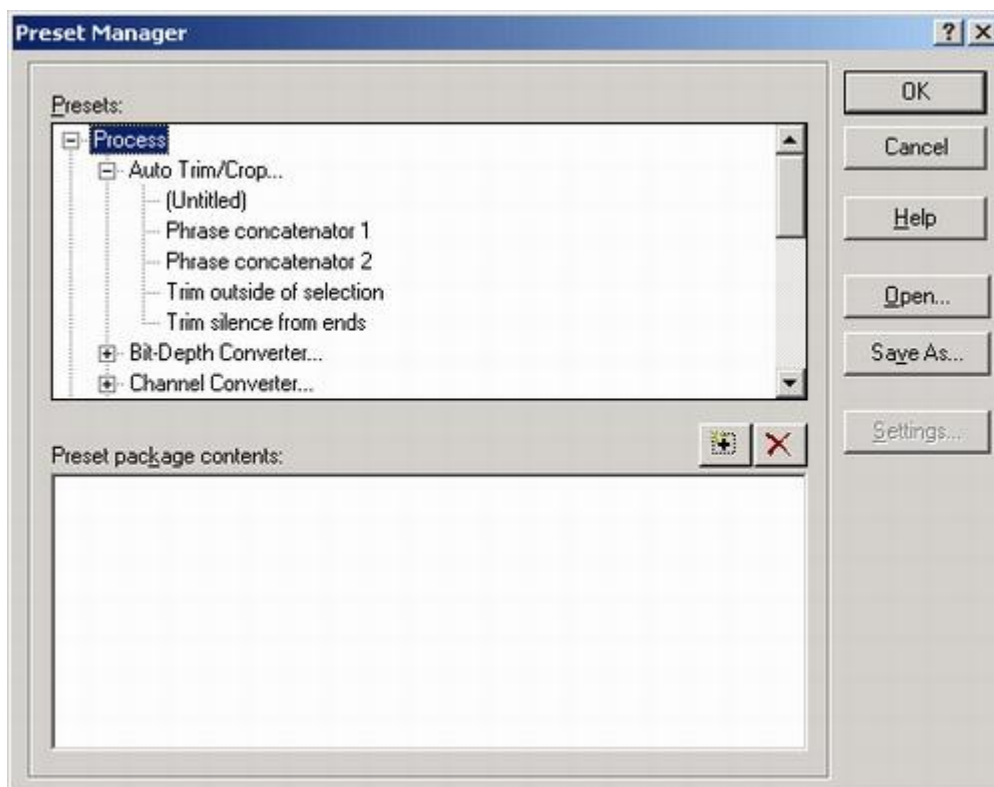 Preset Manager
Presets:
Process
Auto Trim/Crop...
(Untitled)
Phrase concatenator 1
Phrase concatenator 2
Trim outside of selection
Trim silence from ends
Bit-Depth Converter...
Channel Converter...
Preset package contents:
OK
Cancel
Help
Open...
Save As...
Settings...